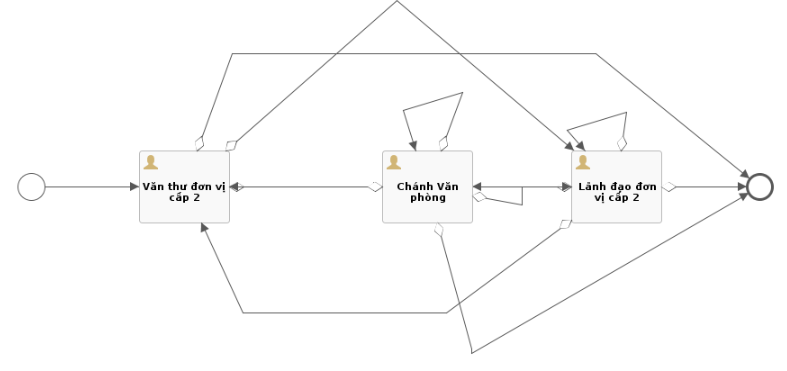 Văn thư đơn vị
cấp 2
Chánh Văn
phòng
Lãnh đạo đơn
vị cấp 2